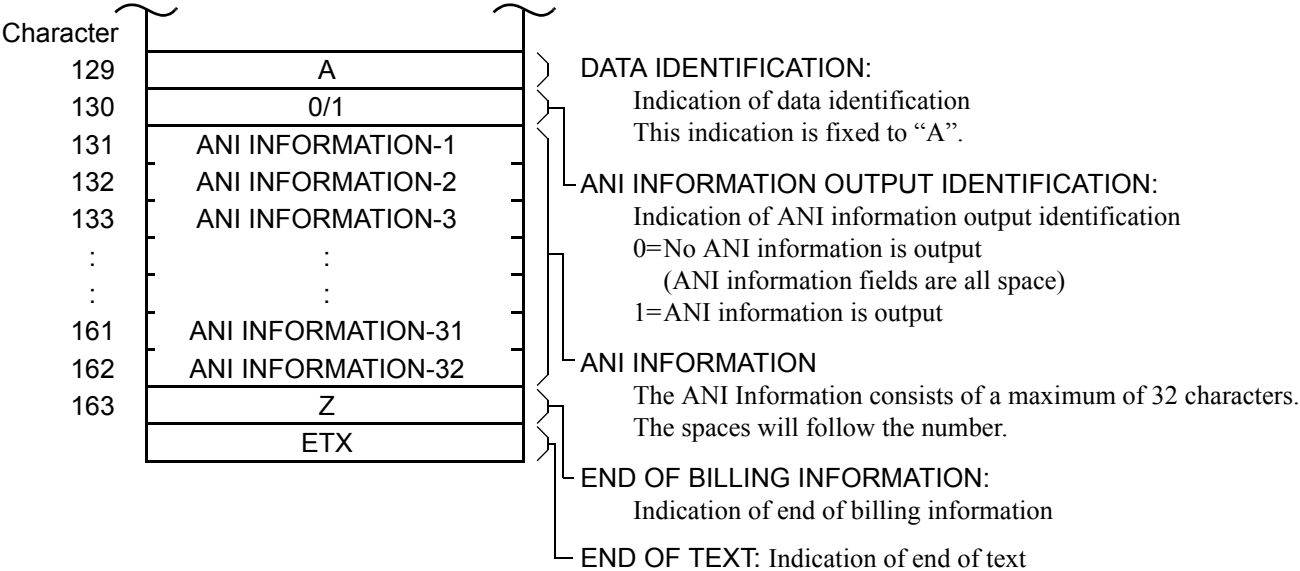 Character
129 A DATA IDENTIFICATION:
Indication of data identification
130 0/1
This indication is fixed to “A”.
131 ANI INFORMATION-1
132 ANI INFORMATION-2 ANI INFORMATION OUTPUT IDENTIFICATION:
133 ANI INFORMATION-3 Indication of ANI information output identification
: : 0=No ANI information is output
(ANI information fields are all space)
: :
161 ANI INFORMATION-31 1=ANI information is output
162 ANI INFORMATION-32 ANI INFORMATION
163 Z The ANI Information consists of a maximum of 32 characters.
ETX The spaces will follow the number.
END OF BILLING INFORMATION:
Indication of end of billing information
END OF TEXT: Indication of end of text